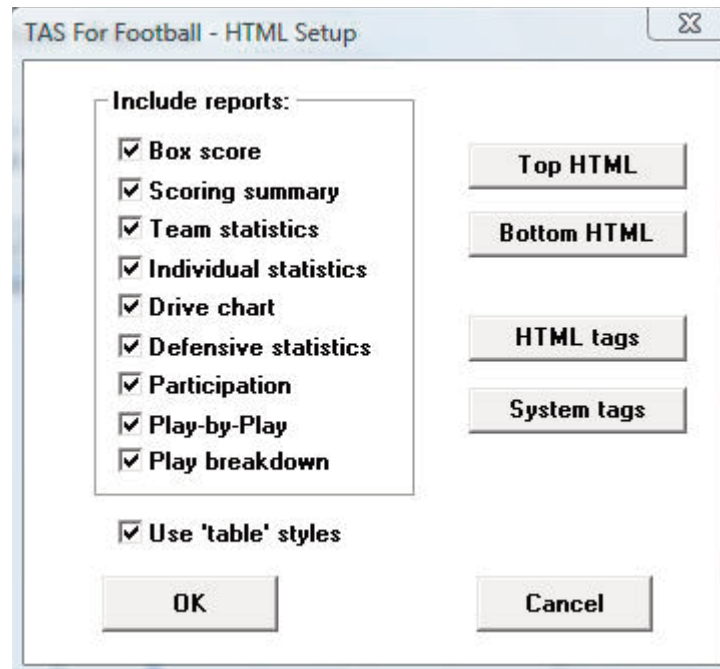 TAS For Football - HTML Setup
Include reports:
Box score
Scoring summary
Team statistics
Individual statistics
Drive chart
Defensive statistics
Participation
Play-by-Play
Play breakdown
Use 'table' styles
Top HTML
Bottom HTML
HTML tags
System tags
OK
Cancel